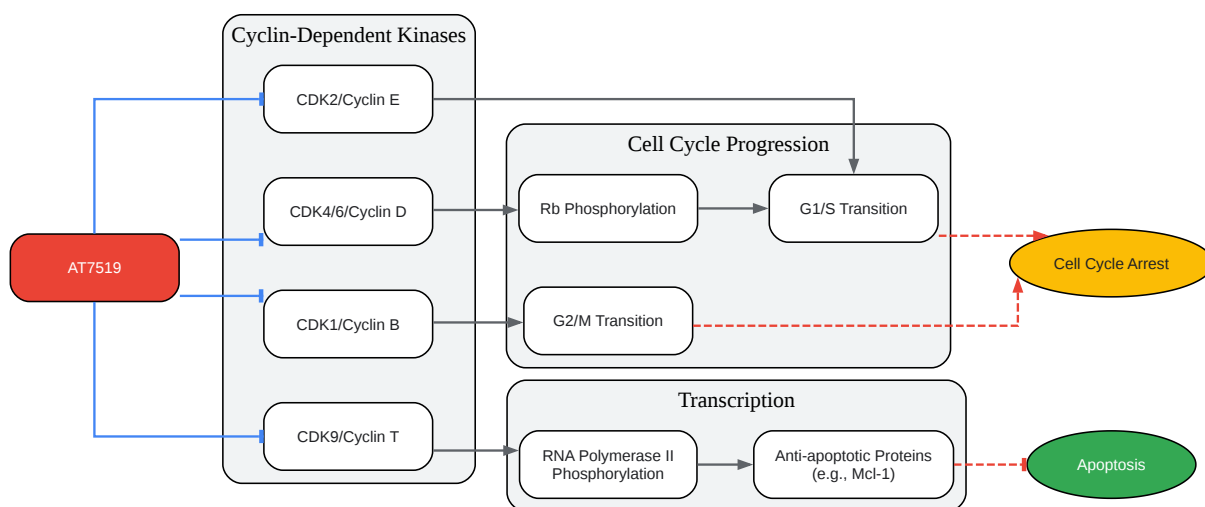 Cyclin-Dependent Kinases
CDK2/Cyclin E
Cell Cycle Progression
CDK4/6/Cyclin D
Rb Phosphorylation
G1/S Transition
AT7519
Cell Cycle Arrest
CDK1/Cyclin B
G2/M Transition
Transcription
CDK9/Cyclin T
RNA Polymerase II
Phosphorylation
Anti-apoptotic Proteins
(e.g., Mcl-1)
Apoptosis